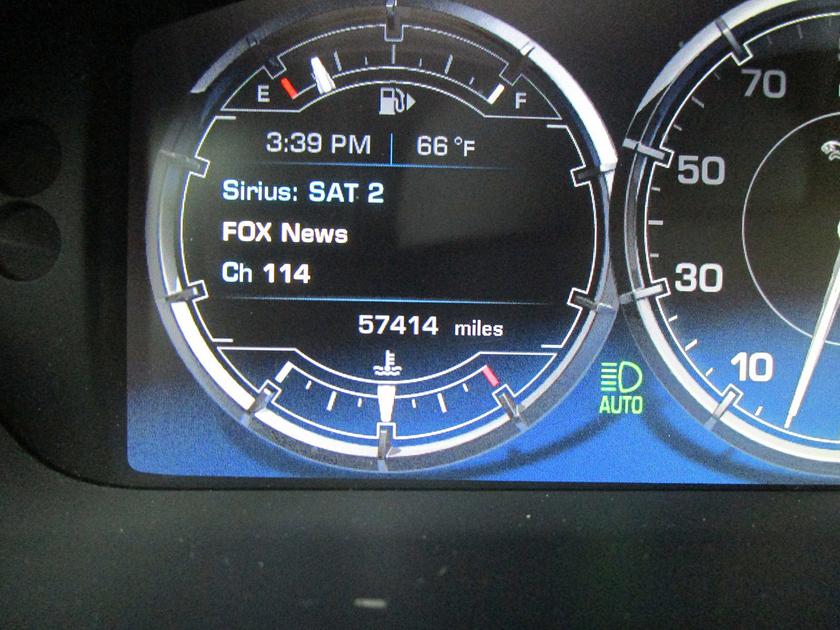 E F
3:39 PM 66 °F
Sirius: SAT 2
FOX News
Ch 114
57414 miles
70
50
30
10
AUTO